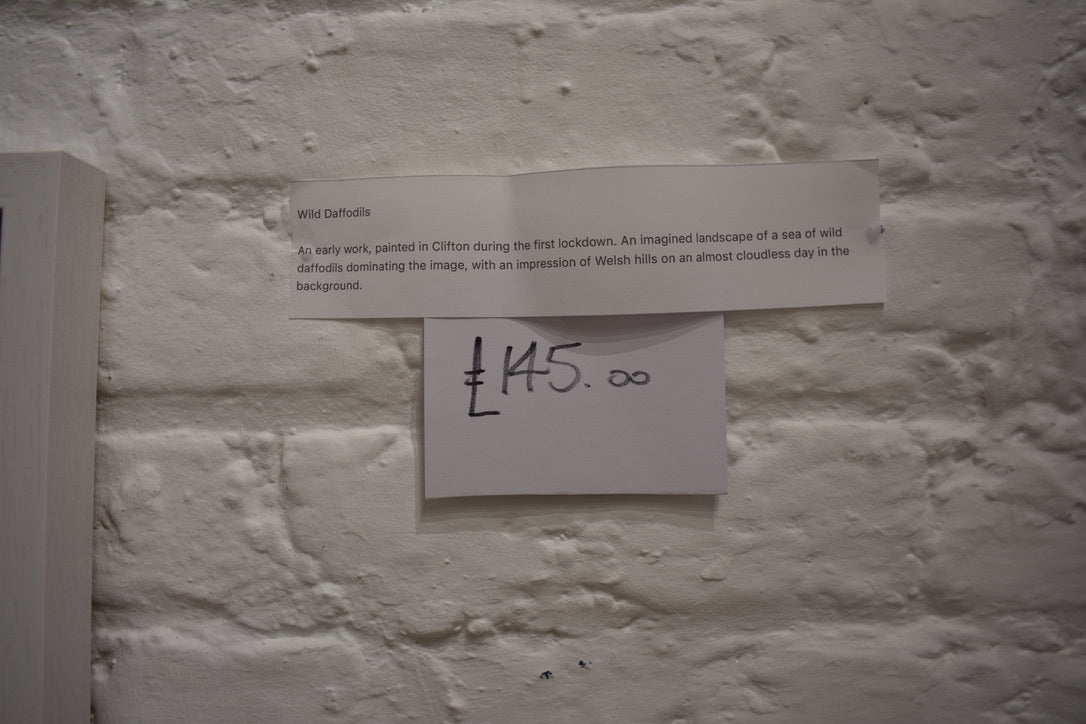 Wild Daffodils
An early work, painted in Clifton during the first lockdown. An imagined landscape of a sea of wild
daffodils dominating the image, with an impression of Welsh hills on an almost cloudless day in the
background.
£145.00